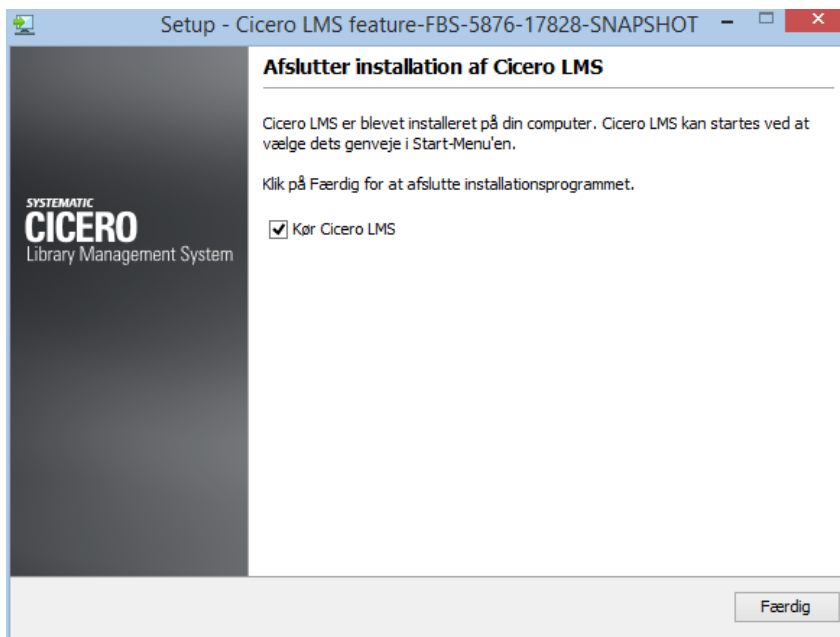 Setup - Cicero LMS feature-FBS-5876-17828-SNAPSHOT
Afslutter installation af Cicero LMS
Cicero LMS er blevet installeret på din computer. Cicero LMS kan startes ved at
vælge dets genveje i Start-Menu'en.
Klik på Færdig for at afslutte installationsprogrammet.
Kør Cicero LMS
SYSTEMATIC
CICERO
Library Management System
Færdig